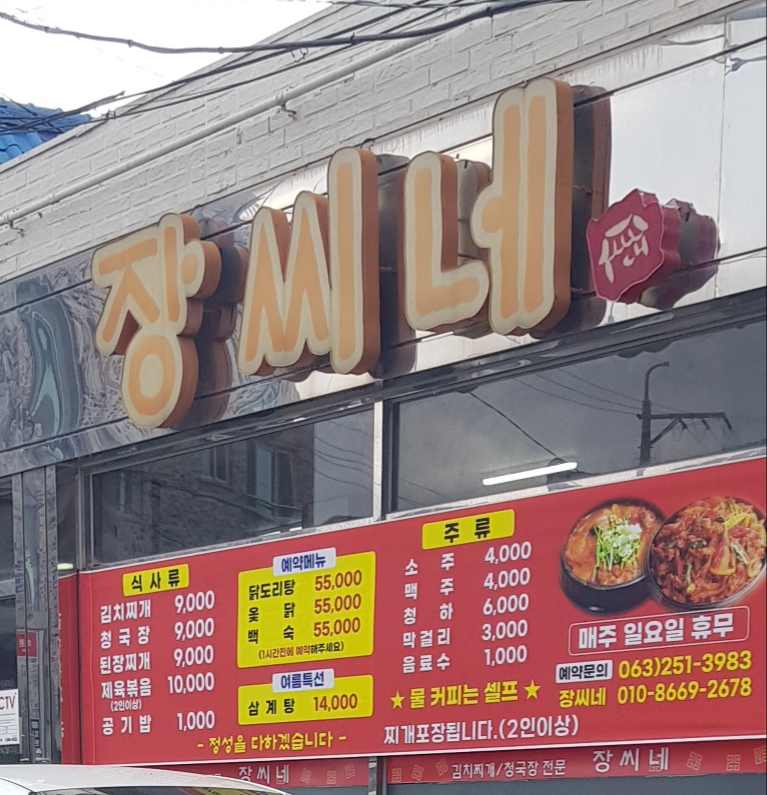 장씨네
식사류
김치찌개 9,000
청국장 9,000
된장찌개 9,000
제육볶음 10,000
(2인이상)
공기밥 1,000
예약메뉴
닭도리탕 55,000
옻닭 55,000
백숙 55,000
(1시간전에 예약해주세요)
여름특선
삼계탕 14,000
- 정성을 다하겠습니다 -
주류
소주 4,000
맥주 4,000
청하 6,000
막걸리 3,000
음료수 1,000
★ 물 커피는 셀프 ★
찌개포장됩니다.(2인이상)
매주 일요일 휴무
예약문의 063)251-3983
장씨네 010-8669-2678
장씨네
김치찌개/청국장 전문 장씨네